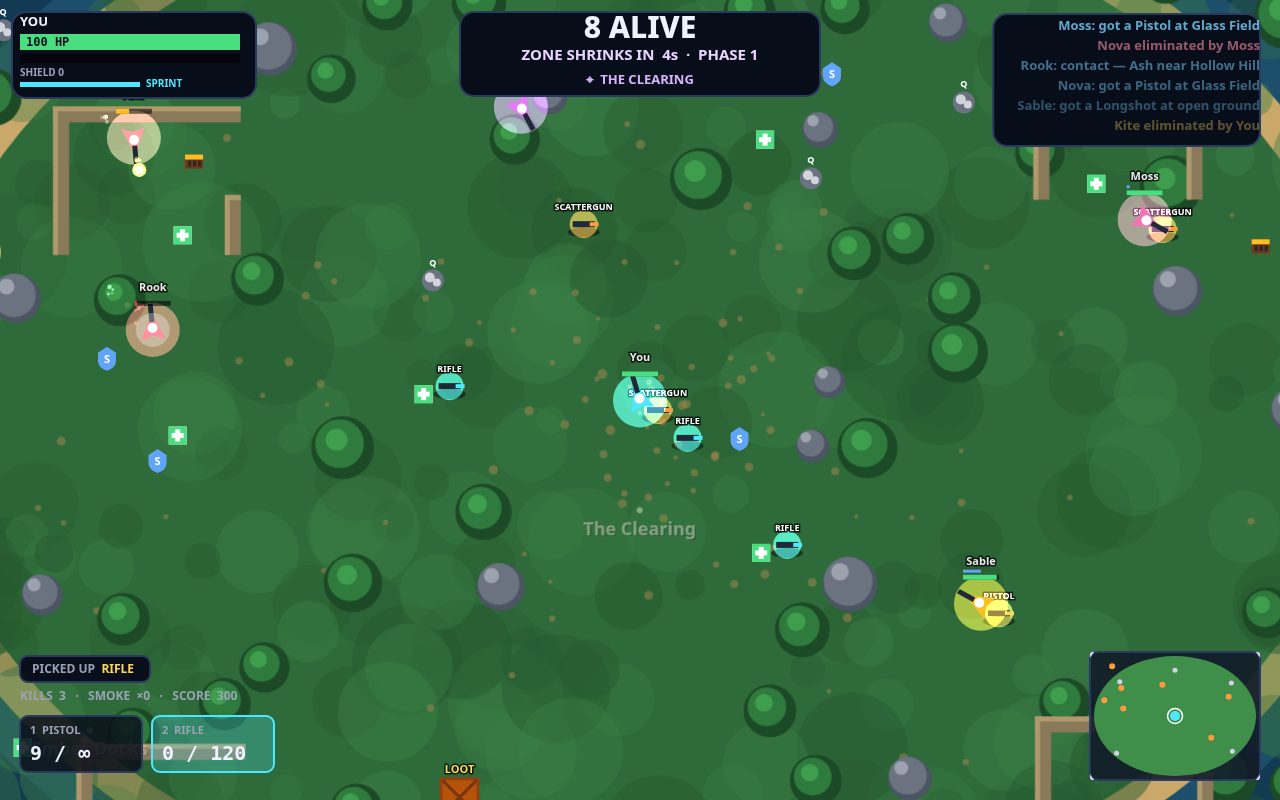 YOU
100 HP
SHIELD 0
SPRINT
8 ALIVE
ZONE SHRINKS IN 4s · PHASE 1
⌖ THE CLEARING
Moss: got a Pistol at Glass Field
Nova eliminated by Moss
Rook: contact — Ash near Hollow Hill
Nova: got a Pistol at Glass Field
Sable: got a Longshot at open ground
Kite eliminated by You
Q
Q
Q
Q
S
Moss
SCATTERGUN
SCATTERGUN
Rook
S
RIFLE
You
SCATTERGUN
RIFLE
S
S
The Clearing
RIFLE
Sable
PISTOL
PICKED UP RIFLE
KILLS 3 · SMOKE ×0 · SCORE 300
1 PISTOL
9 / ∞
2 RIFLE
0 / 120
LOOT